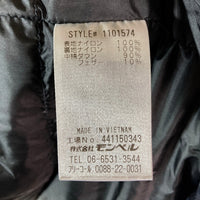 STYLE# 1101574
表地ナイロン 100%
裏地ナイロン 100%
中綿ダウン 90%
フェザー 10%
MADE IN VIETNAM
工場No. 441150343
株式会社モンベル
TEL 06-6531-3544
フリーコール 0088-22-0031